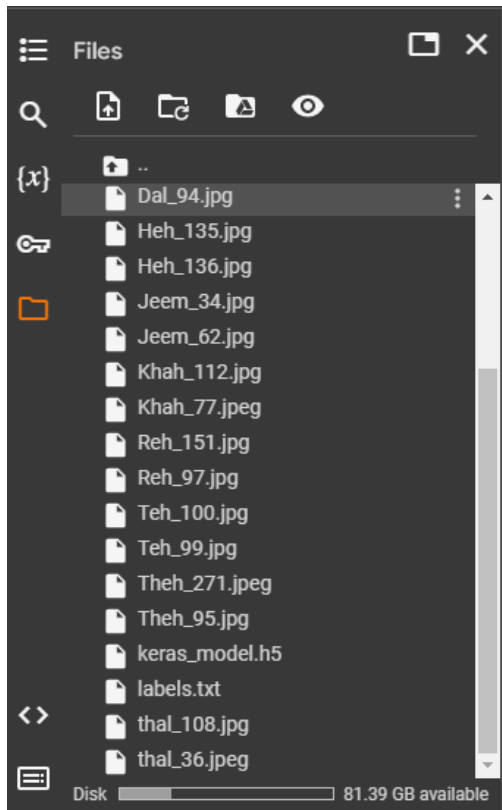 Files
{x}
..
Dal_94.jpg
Heh_135.jpg
Heh_136.jpg
Jeem_34.jpg
Jeem_62.jpg
Khah_112.jpg
Khah_77.jpeg
Reh_151.jpg
Reh_97.jpg
Teh_100.jpg
Teh_99.jpg
Theh_271.jpeg
Theh_95.jpg
keras_model.h5
labels.txt
thal_108.jpg
thal_36.jpeg
Disk 81.39 GB available